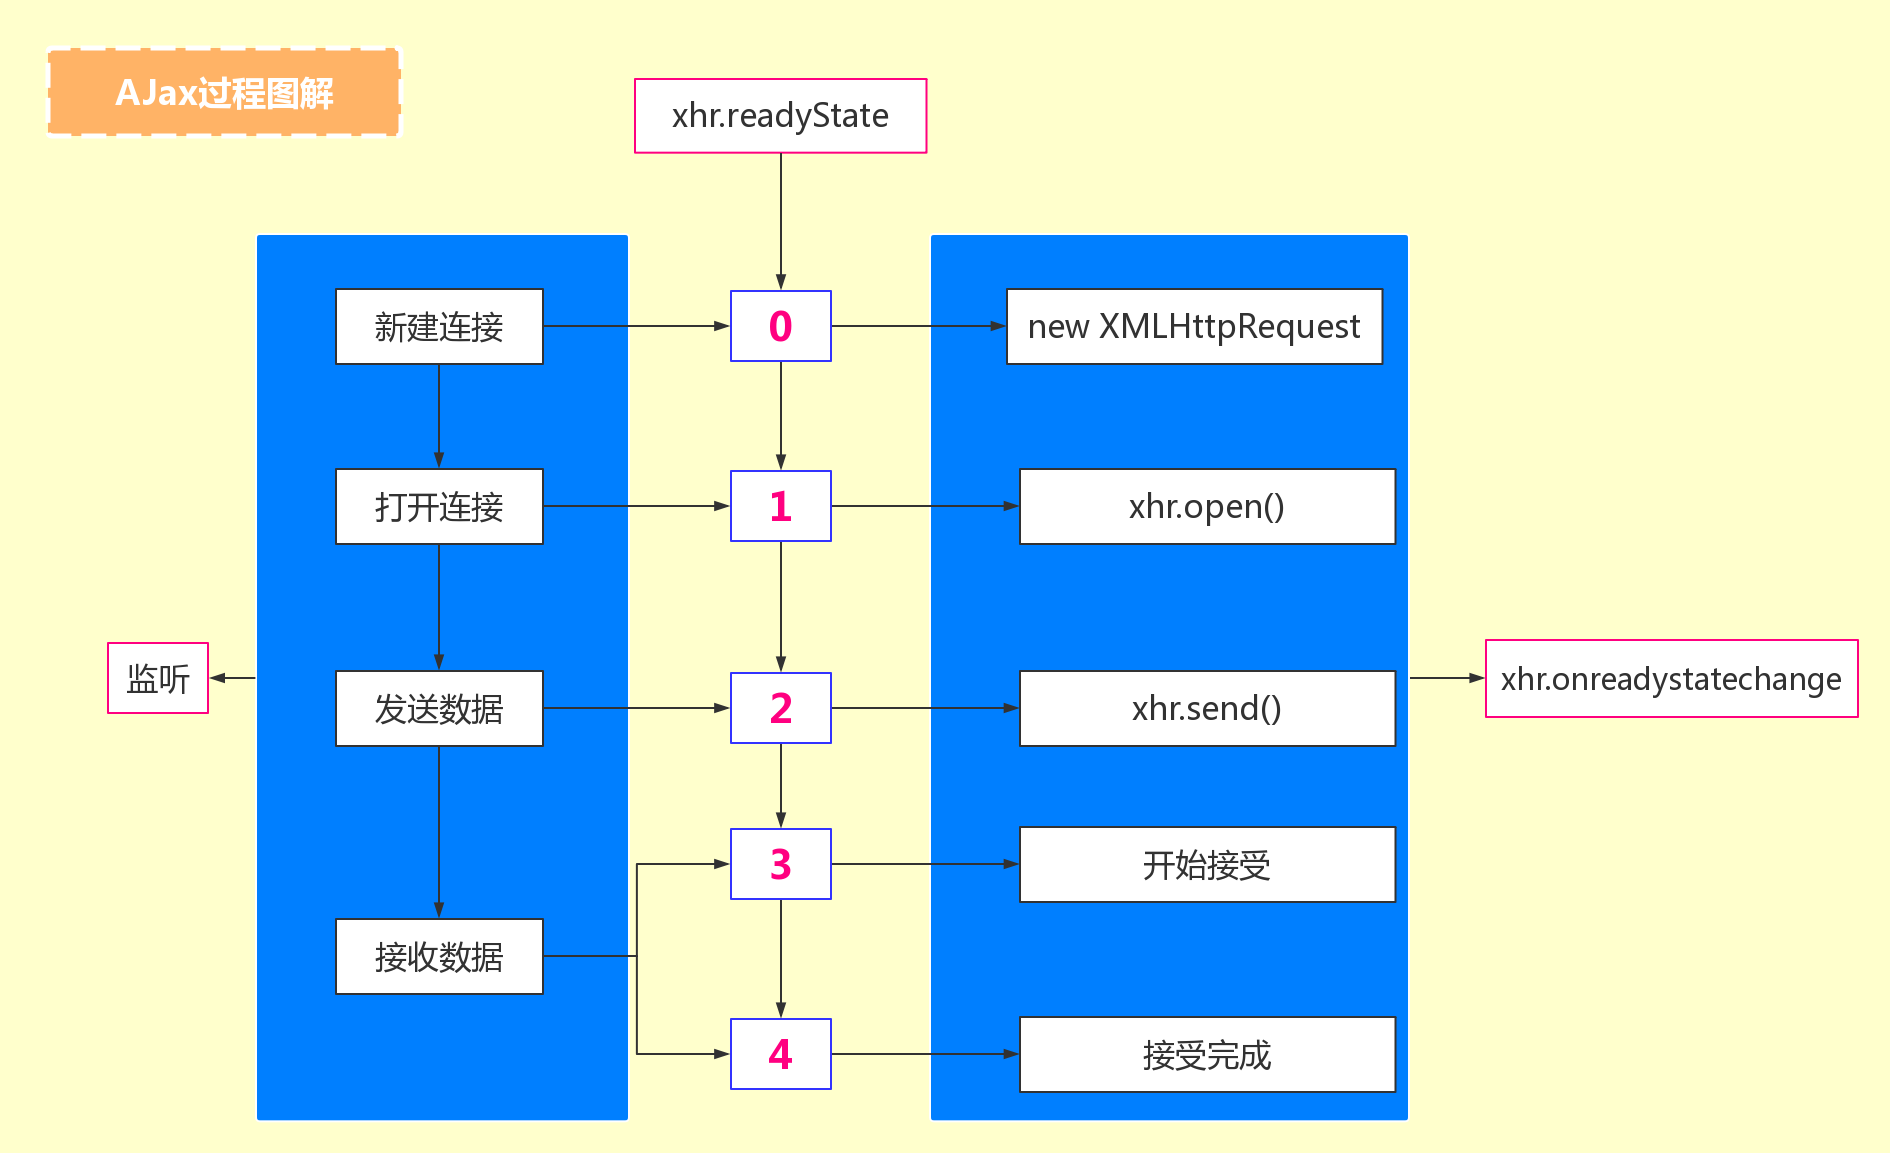 AJax过程图解
xhr.readyState
新建连接
0
new XMLHttpRequest
打开连接
1
xhr.open()
监听
发送数据
2
xhr.send()
xhr.onreadystatechange
3
开始接受
接收数据
4
接受完成